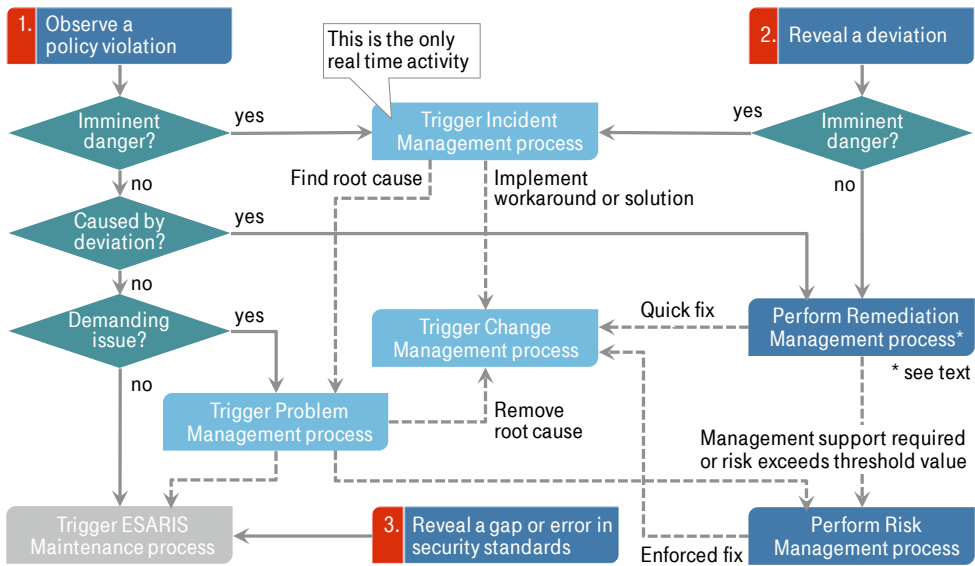 1. Observe a
policy violation
This is the only
real time activity
2. Reveal a deviation
Imminent
danger?
yes
Trigger Incident
Management process
yes
Imminent
danger?
no
Find root cause
Implement
workaround or solution
no
Caused by
deviation?
yes
no
Demanding
issue?
yes
Trigger Change
Management process
Quick fix
Perform Remediation
Management process*
* see text
no
Trigger Problem
Management process
Remove
root cause
Management support required
or risk exceeds threshold value
Trigger ESARIS
Maintenance process
3. Reveal a gap or error in
security standards
Enforced fix
Perform Risk
Management process